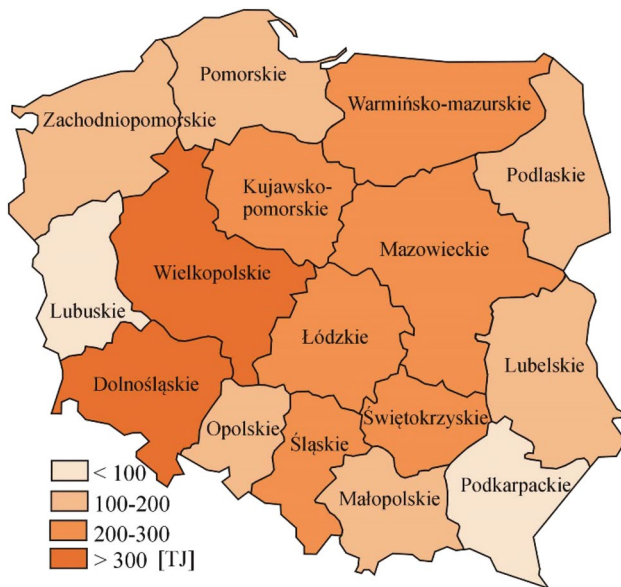 Pomorskie
Warmińsko-mazurskie
Zachodniopomorskie
Podlaskie
Kujawsko-
pomorskie
Mazowieckie
Wielkopolskie
Lubuskie
Łódzkie
Lubelskie
Dolnośląskie
Świętokrzyskie
Opolskie
Śląskie
Małopolskie
Podkarpackie
< 100
100-200
200-300
> 300 [TJ]